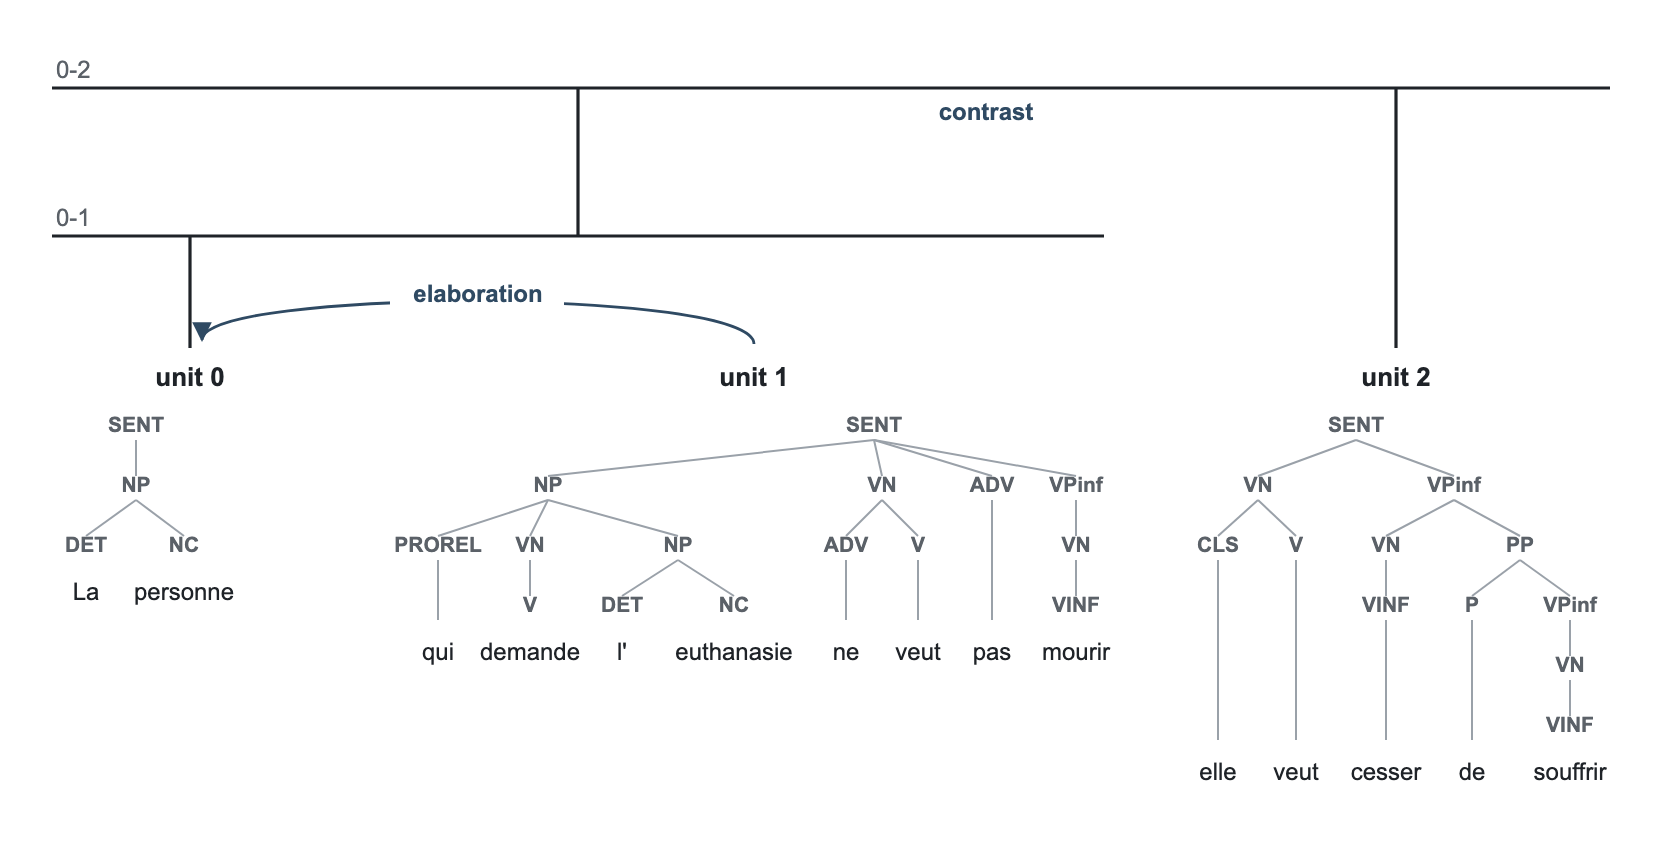 0-2
contrast
0-1
elaboration
unit 0 unit 1 unit 2
SENT SENT SENT
NP NP VN ADV VPinf VN VPinf
DET NC PROREL VN NP ADV V VN CLS V VN PP
La personne V DET NC VINF VINF P VPinf
qui demande l' euthanasie ne veut pas mourir VN
VINF
elle veut cesser de souffrir